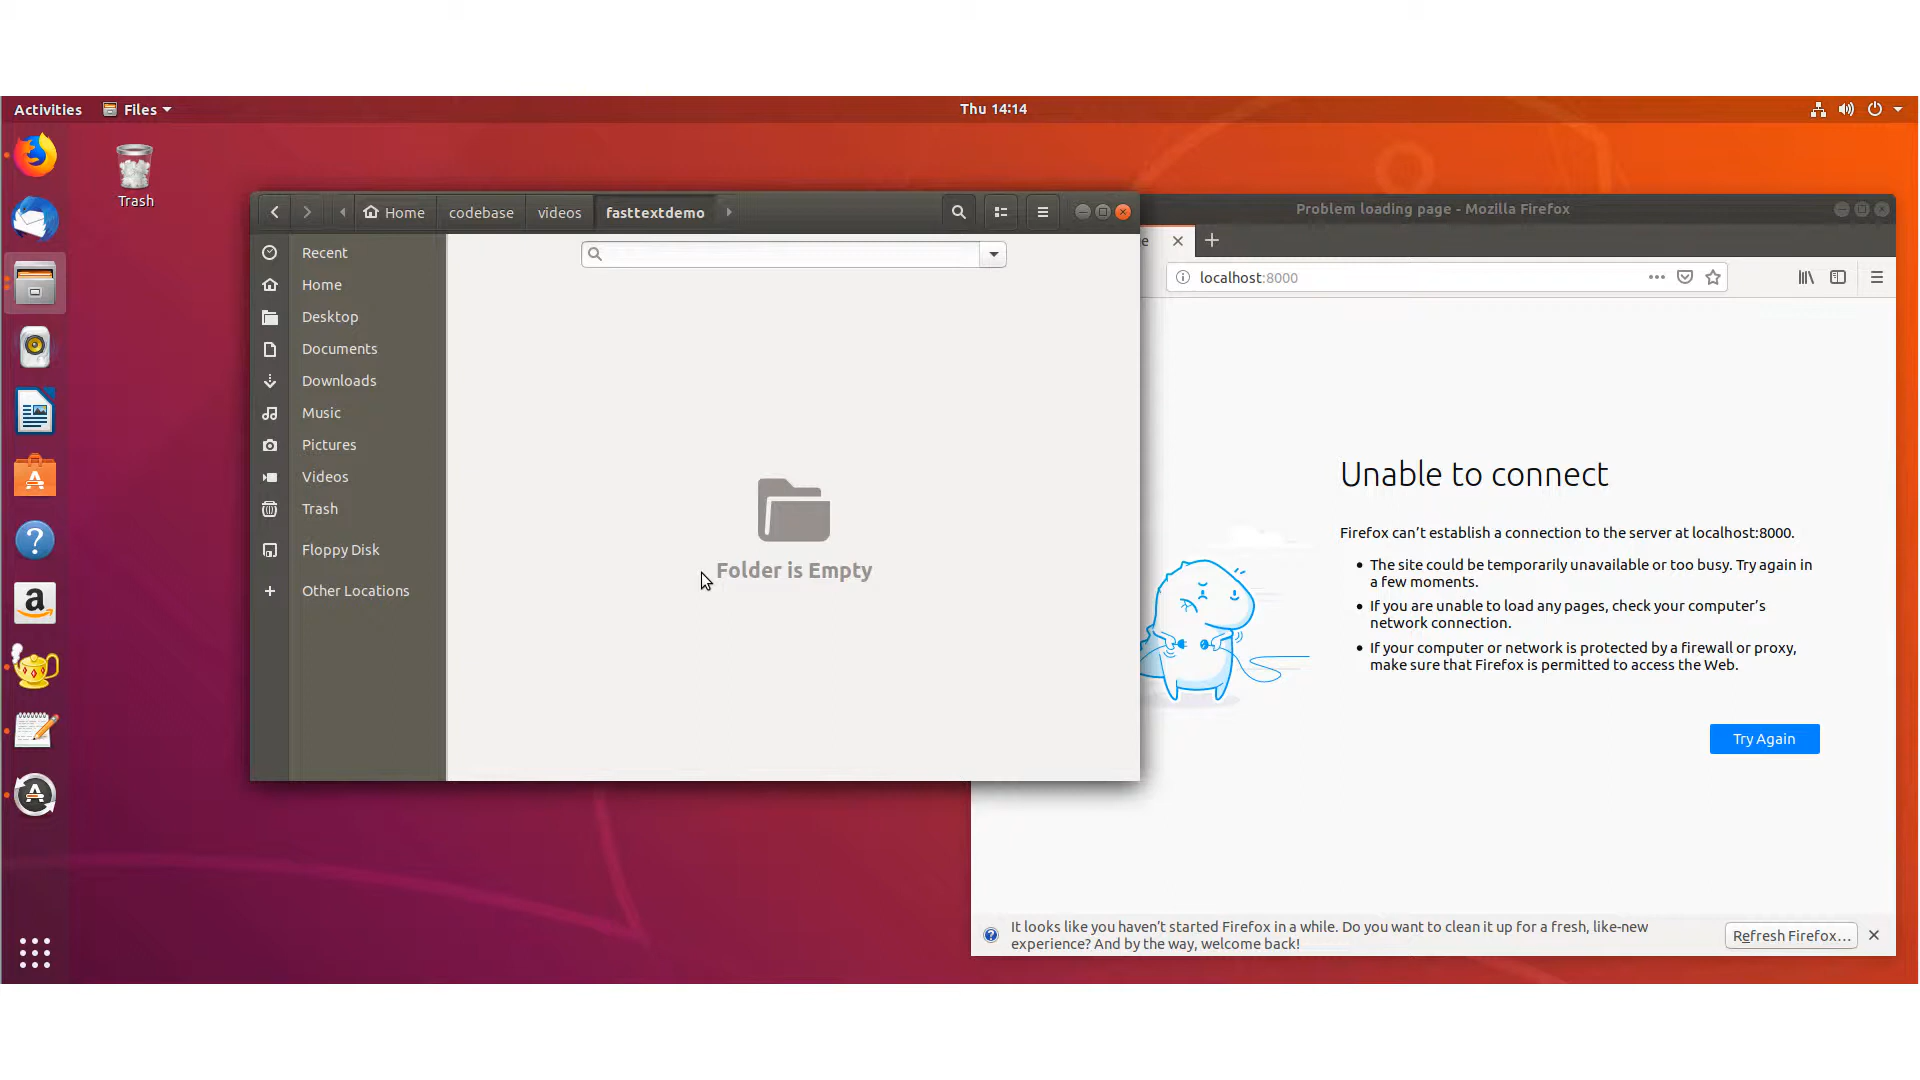 Activities
Files
Thu 14:14
Trash
Home
codebase
videos
fasttextdemo
Recent
Home
Desktop
Documents
Downloads
Music
Pictures
Videos
Trash
Floppy Disk
Other Locations
Folder is Empty
Problem loading page - Mozilla Firefox
e
localhost:8000
Unable to connect
Firefox can’t establish a connection to the server at localhost:8000.
The site could be temporarily unavailable or too busy. Try again in
a few moments.
If you are unable to load any pages, check your computer’s
network connection.
If your computer or network is protected by a firewall or proxy,
make sure that Firefox is permitted to access the Web.
Try Again
It looks like you haven’t started Firefox in a while. Do you want to clean it up for a fresh, like-new
experience? And by the way, welcome back!
Refresh Firefox…